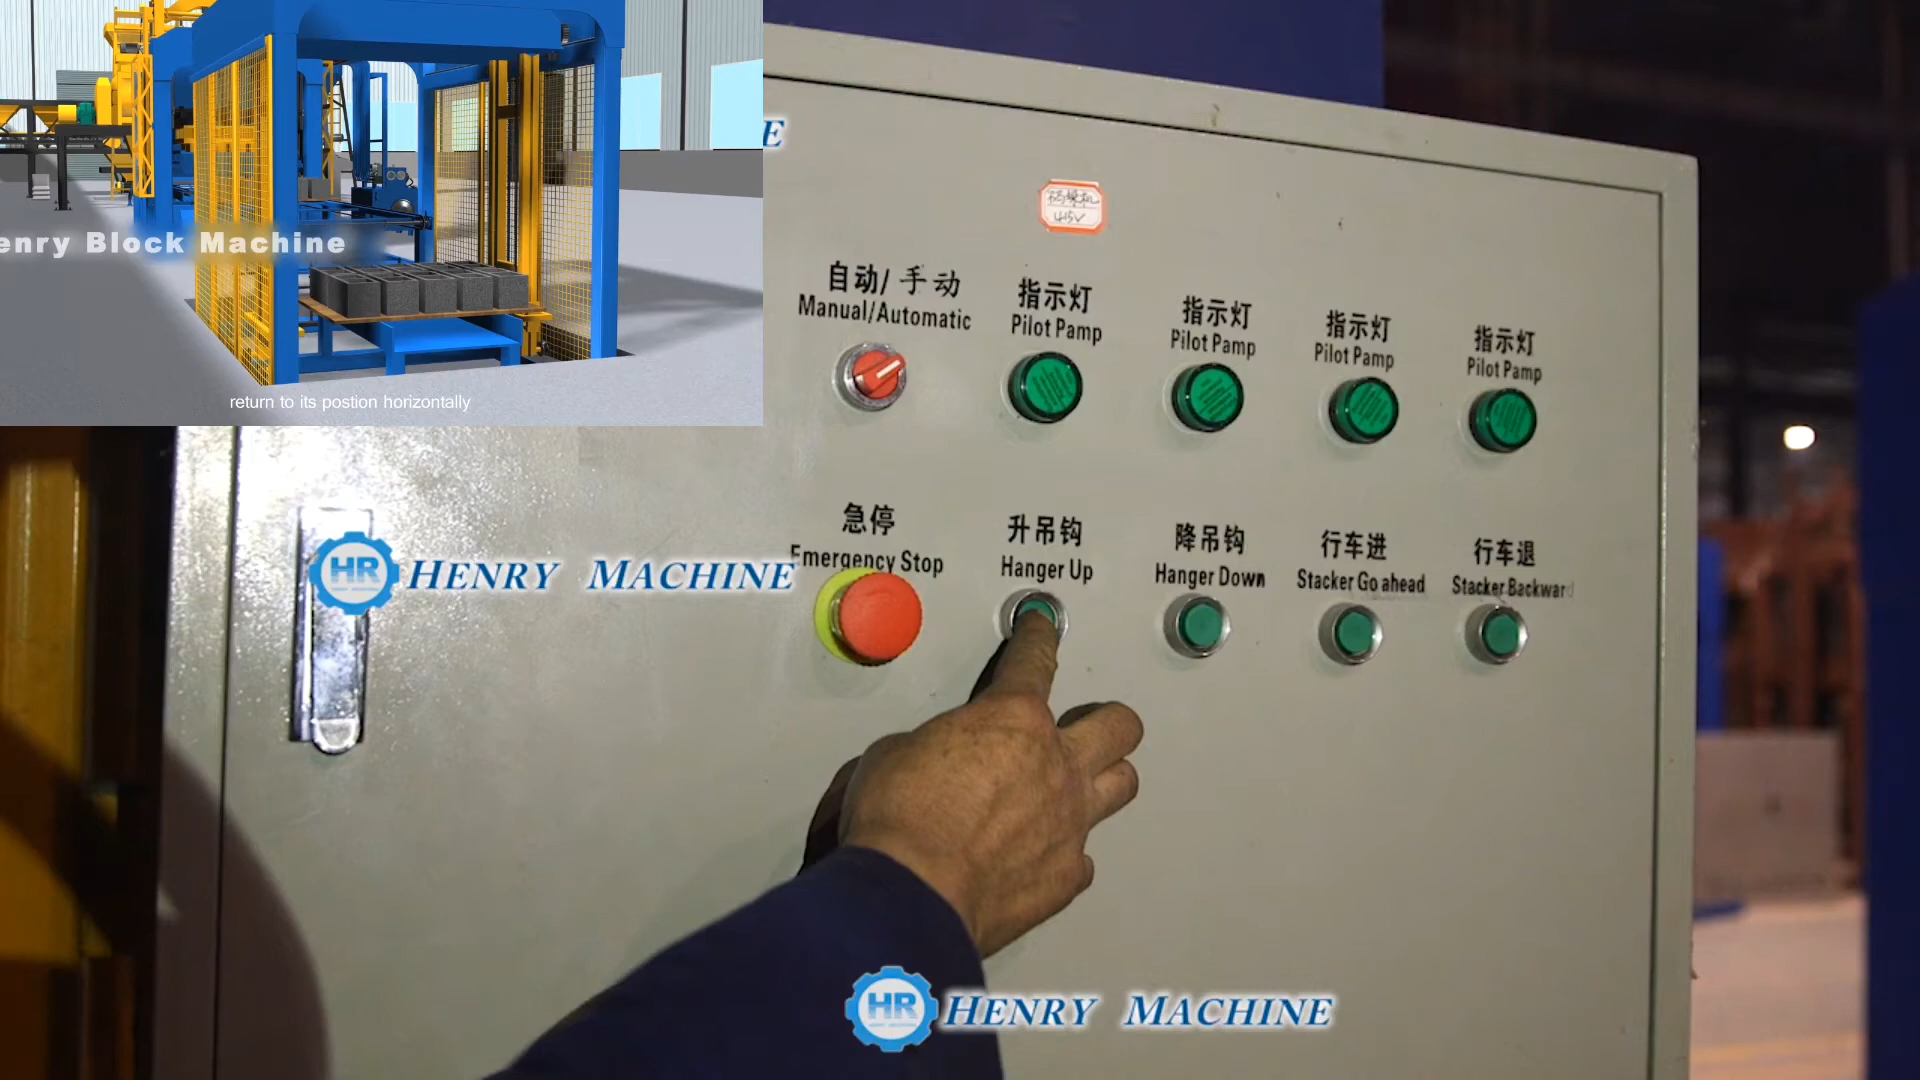 enry Block Machine
return to its postion horizontally
E
415V
自动/手动
Manual/Automatic
指示灯
Pilot Pamp
指示灯
Pilot Pamp
指示灯
Pilot Pamp
指示灯
Pilot Pamp
急停
Emergency Stop
升吊钩
Hanger Up
降吊钩
Hanger Down
行车进
Stacker Go ahead
行车退
Stacker Backward
HR
HENRY MACHINE
HR
HENRY MACHINE